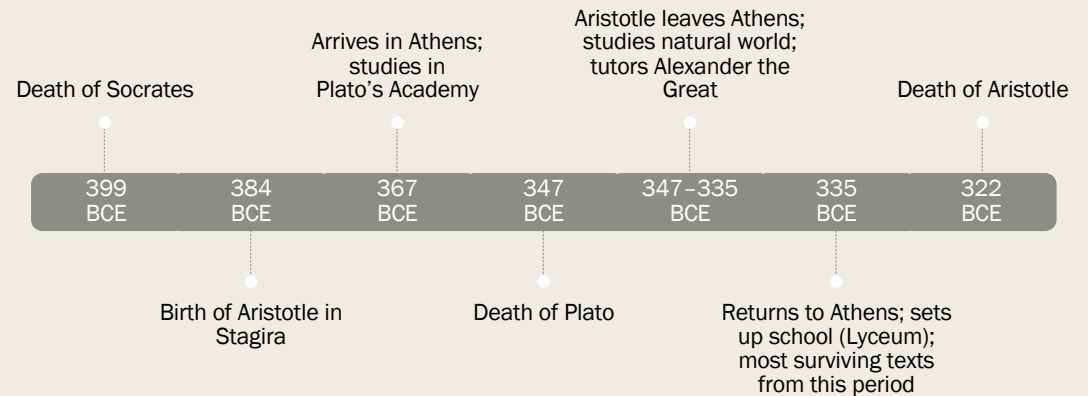 Death of Socrates
Arrives in Athens;
studies in
Plato’s Academy
Aristotle leaves Athens;
studies natural world;
tutors Alexander the
Great
Death of Aristotle
399
BCE
384
BCE
367
BCE
347
BCE
347–335
BCE
335
BCE
322
BCE
Birth of Aristotle in
Stagira
Death of Plato
Returns to Athens; sets
up school (Lyceum);
most surviving texts
from this period